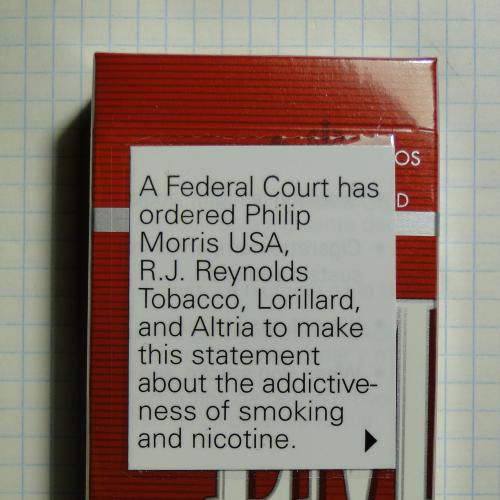 OS
D
A Federal Court has
ordered Philip
Morris USA,
R.J. Reynolds
Tobacco, Lorillard,
and Altria to make
this statement
about the addictive-
ness of smoking
and nicotine.